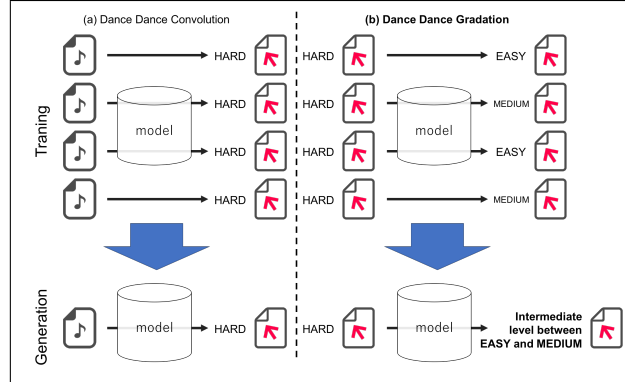 (a) Dance Dance Convolution
(b) Dance Dance Gradation
Traning
HARD
HARD
EASY
HARD
HARD
MEDIUM
model
model
HARD
HARD
EASY
HARD
HARD
MEDIUM
Generation
model
HARD
HARD
model
Intermediate
level between
EASY and MEDIUM